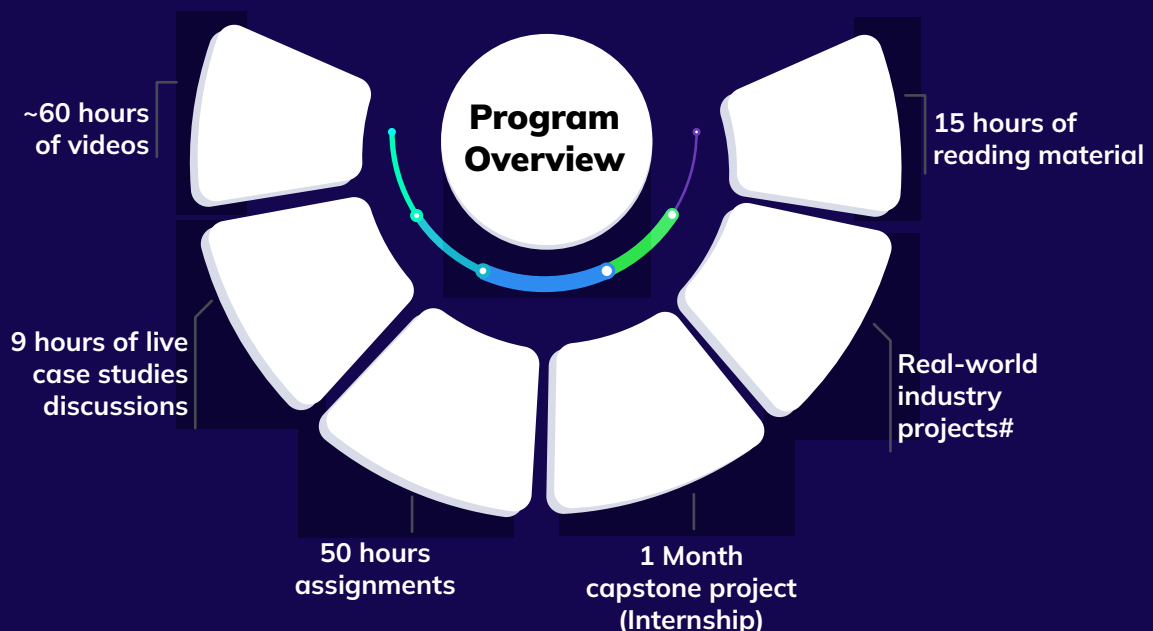 Program
Overview
~60 hours
of videos
9 hours of live
case studies
discussions
50 hours
assignments
1 Month
capstone project
(Internship)
Real-world
industry
projects#
15 hours of
reading material